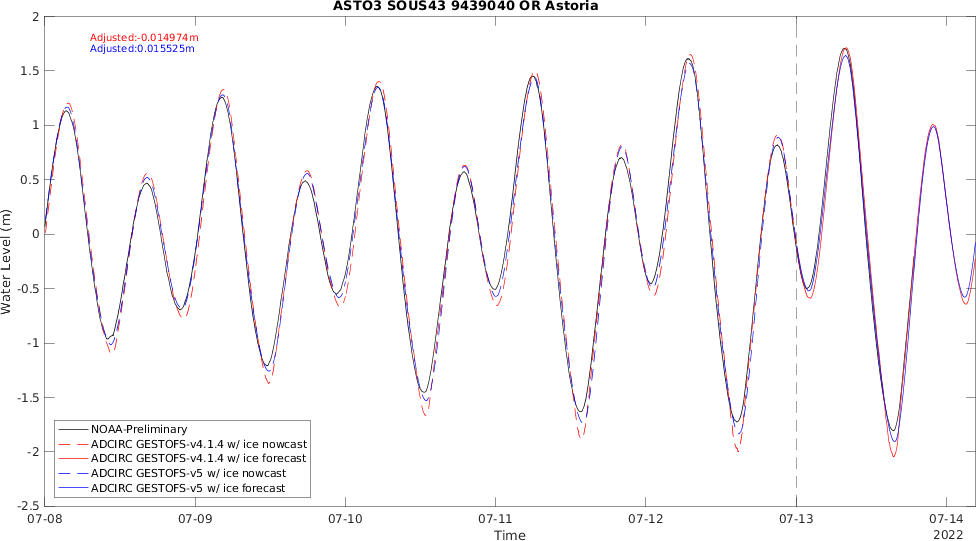 ASTO3 SOUS43 9439040 OR Astoria
Adjusted:-0.014974m
Adjusted:0.015525m
2
1.5
1
0.5
0
-0.5
-1
-1.5
-2
-2.5
Water Level (m)
NOAA-Preliminary
ADCIRC GESTOFS-v4.1.4 w/ ice nowcast
ADCIRC GESTOFS-v4.1.4 w/ ice forecast
ADCIRC GESTOFS-v5 w/ ice nowcast
ADCIRC GESTOFS-v5 w/ ice forecast
07-08 07-09 07-10 07-11 07-12 07-13 07-14
2022
Time